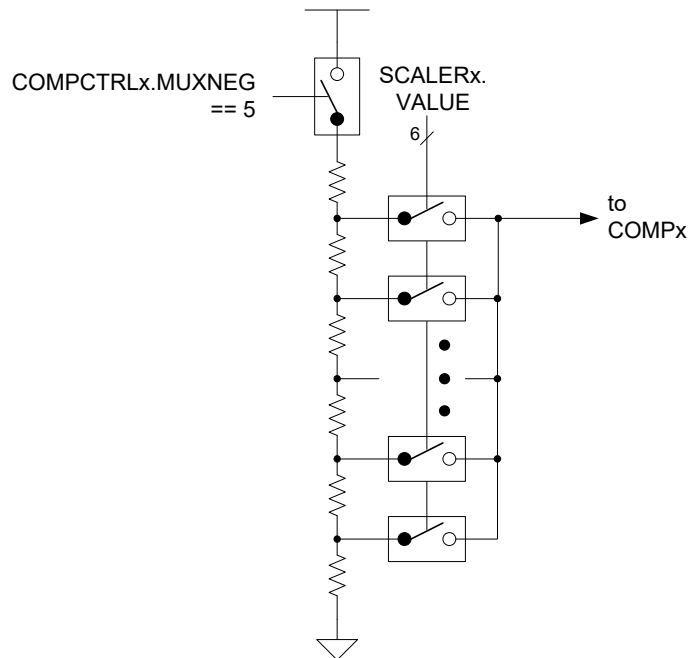 COMPCTRLx.MUXNEG
== 5
SCALERx.
VALUE
6
to
COMPx